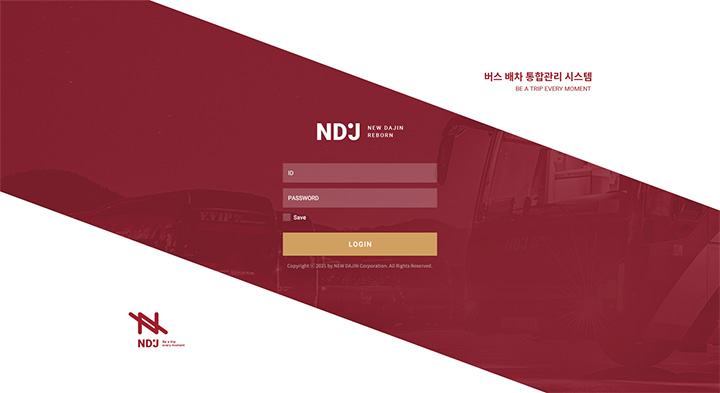 버스 배차 통합관리 시스템
BE A TRIP EVERY MOMENT
NDJ
NEW DAJIN
REBORN
ID
PASSWORD
Save
LOGIN
Copyright ⓒ 2021 by NEW DAJIN Corporation. All Rights Reserved.
NDJ
Be a trip
every moment